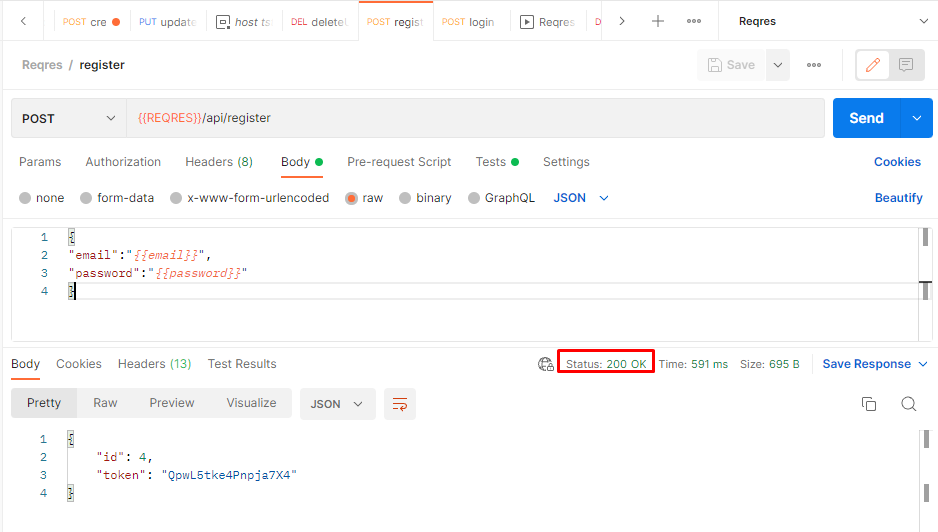 POST cre PUT update host ts DEL delete POST regist POST login Reqres D Reqres
Reqres / register Save
POST {{REQRES}}/api/register Send
Params Authorization Headers (8) Body Pre-request Script Tests Settings Cookies
none form-data x-www-form-urlencoded raw binary GraphQL JSON Beautify
1 {
2 "email":"{{email}}",
3 "password":"{{password}}"
4 }
Body Cookies Headers (13) Test Results Status: 200 OK Time: 591 ms Size: 695 B Save Response
Pretty Raw Preview Visualize JSON
1 {
2 "id": 4,
3 "token": "QpwL5tke4Pnpja7X4"
4 }